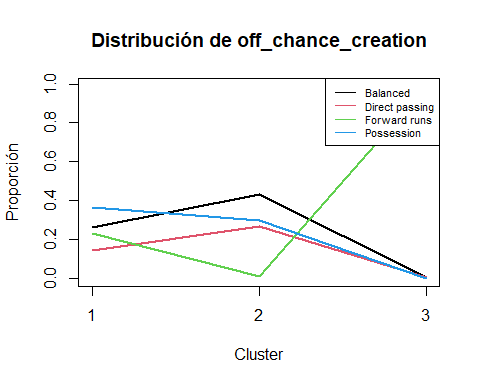 Distribución de off_chance_creation
Proporción
1.0
0.8
0.6
0.4
0.2
0.0
Balanced
Direct passing
Forward runs
Possession
1 2 3
Cluster